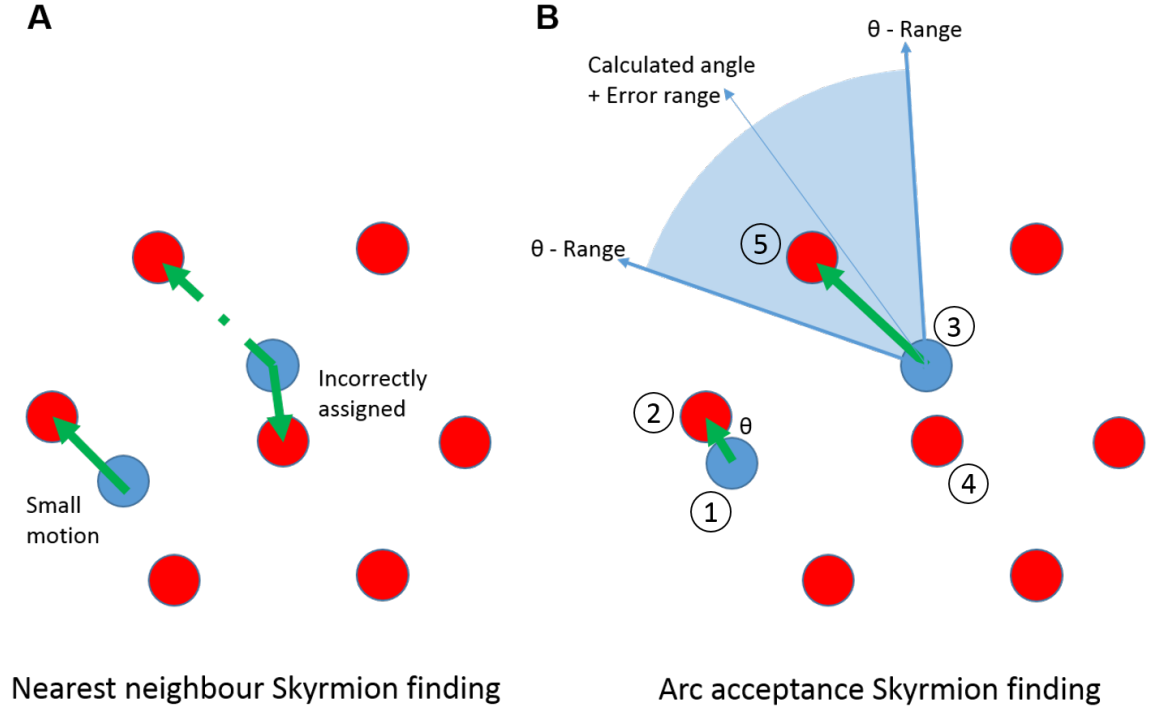 A
B
θ - Range
Calculated angle
+ Error range
5
θ - Range
3
Incorrectly
assigned
2
θ
4
Small
motion
1
Nearest neighbour Skyrmion finding
Arc acceptance Skyrmion finding